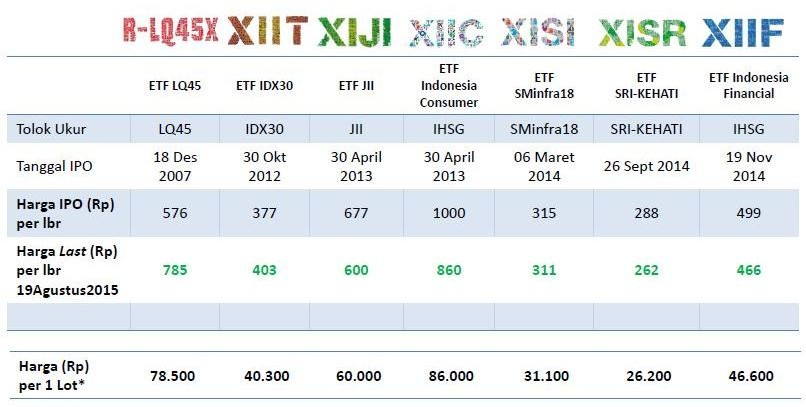 R-LQ45X XIIT XIJI XIIC XISI XISR XIIF
ETF LQ45 ETF IDX30 ETF JII ETF Indonesia Consumer ETF SMinfra18 ETF SRI-KEHATI ETF Indonesia Financial
Tolok Ukur LQ45 IDX30 JII IHSG SMinfra18 SRI-KEHATI IHSG
Tanggal IPO 18 Des 2007 30 Okt 2012 30 April 2013 30 April 2013 06 Maret 2014 26 Sept 2014 19 Nov 2014
Harga IPO (Rp) per lbr 576 377 677 1000 315 288 499
Harga Last (Rp) per lbr 19Agustus2015 785 403 600 860 311 262 466
Harga (Rp) per 1 Lot* 78.500 40.300 60.000 86.000 31.100 26.200 46.600